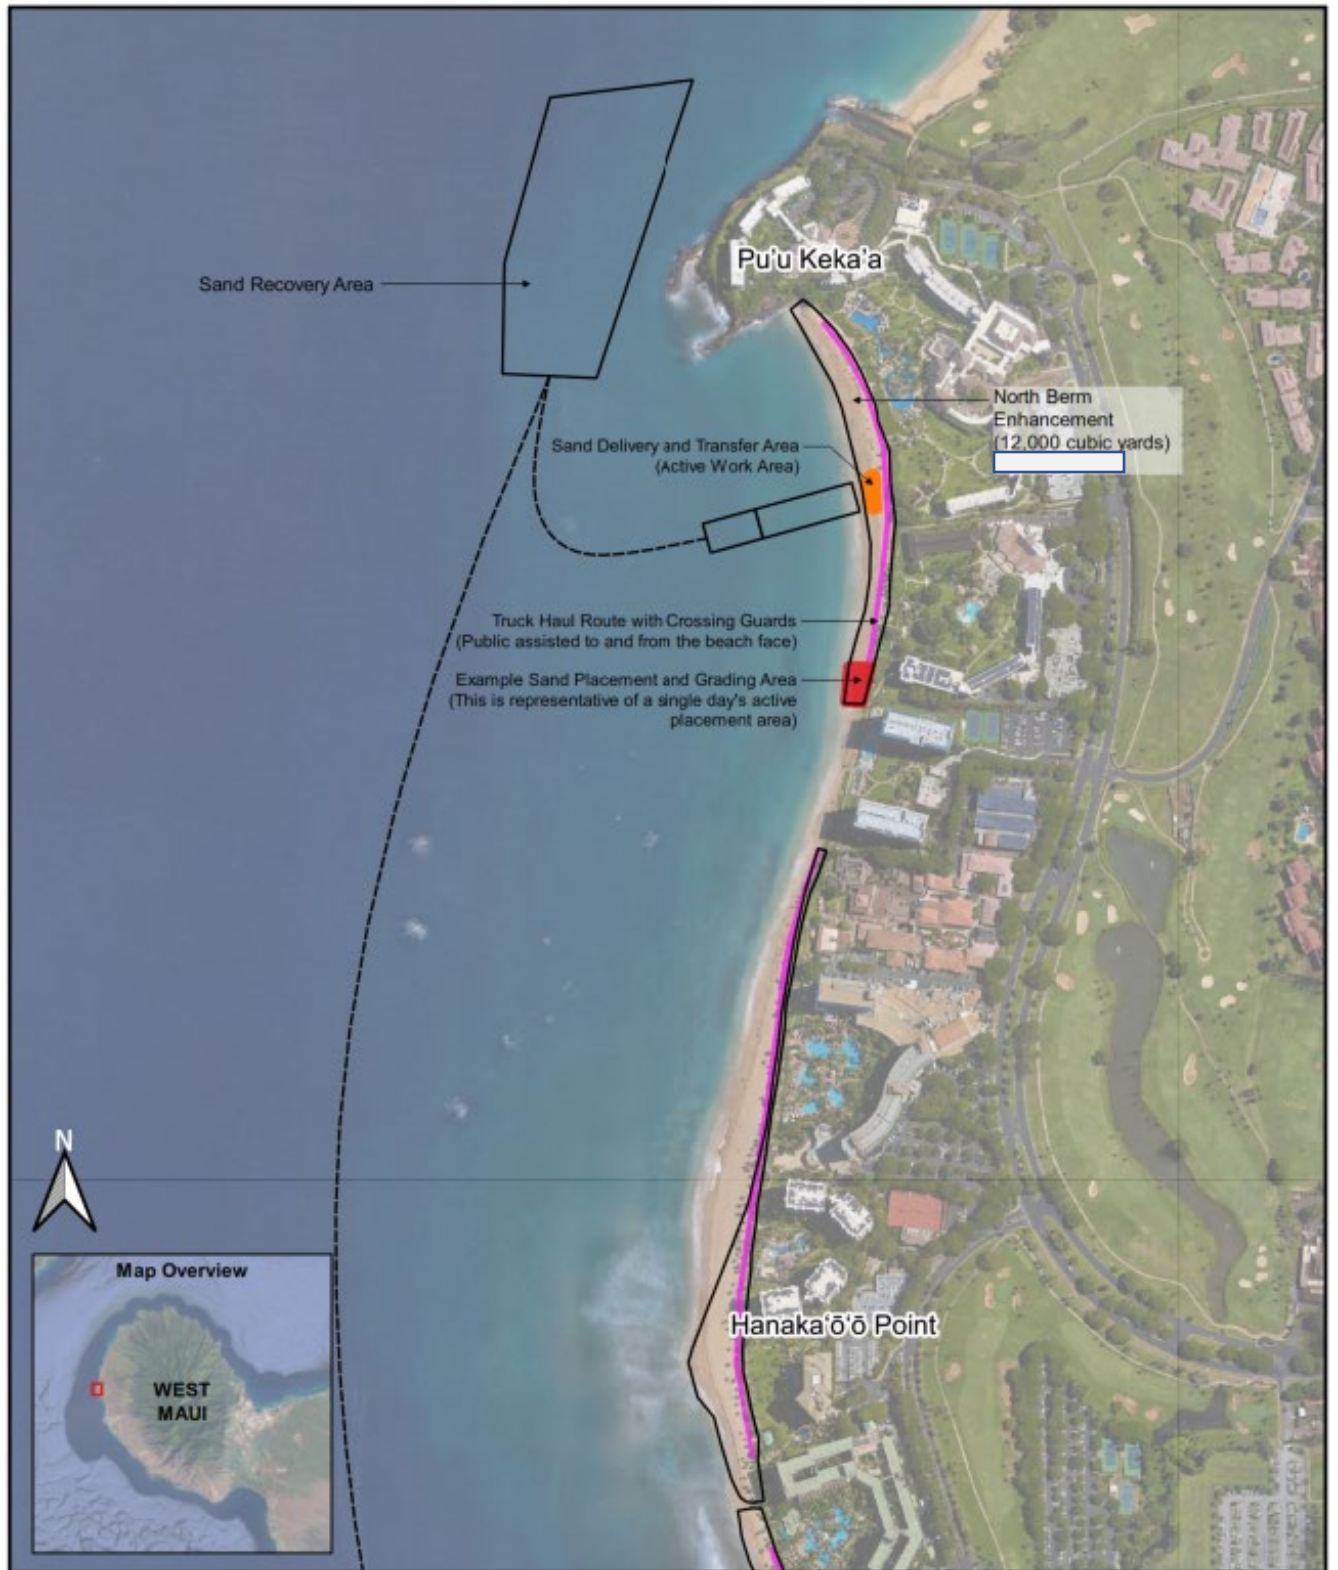 Pu'u Keka'a
Sand Recovery Area
North Berm
Enhancement
(12,000 cubic yards)
Sand Delivery and Transfer Area
(Active Work Area)
Truck Haul Route with Crossing Guards
(Public assisted to and from the beach face)
Example Sand Placement and Grading Area
(This is representative of a single day's active
placement area)
N
Map Overview
WEST
MAUI
Hanaka'ō'ō Point